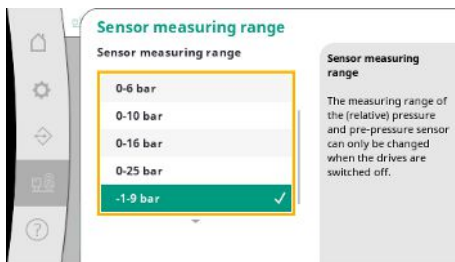 Sensor measuring range
Sensor measuring range
0-6 bar
0-10 bar
0-16 bar
0-25 bar
-1-9 bar
Sensor measuring
range
The measuring range of
the (relative) pressure
and pre-pressure sensor
can only be changed
when the drives are
switched off.
?